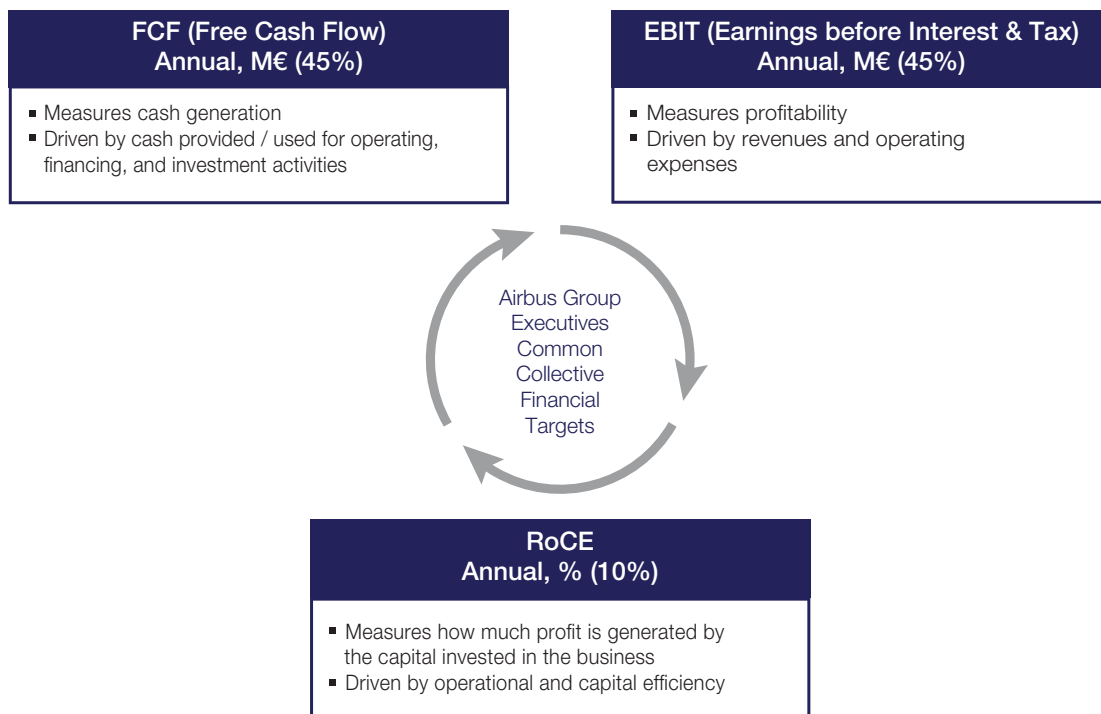 FCF (Free Cash Flow)
Annual, M€ (45%)
▪ Measures cash generation
▪ Driven by cash provided / used for operating,
financing, and investment activities
EBIT (Earnings before Interest & Tax)
Annual, M€ (45%)
▪ Measures profitability
▪ Driven by revenues and operating
expenses
Airbus Group
Executives
Common
Collective
Financial
Targets
RoCE
Annual, % (10%)
▪ Measures how much profit is generated by
the capital invested in the business
▪ Driven by operational and capital efficiency